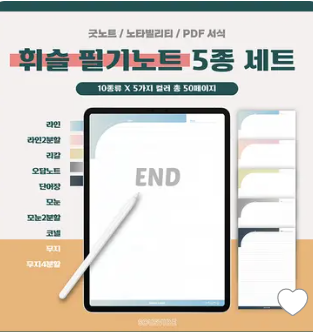 굿노트 / 노타빌리티 / PDF 서식
휘슬 필기노트 5종 세트
10종류 X 5가지 컬러 총 50페이지
라인
라인2분할
리갈
오답노트
단어장
모눈
모눈2분할
코넬
무지
무지4분할
END